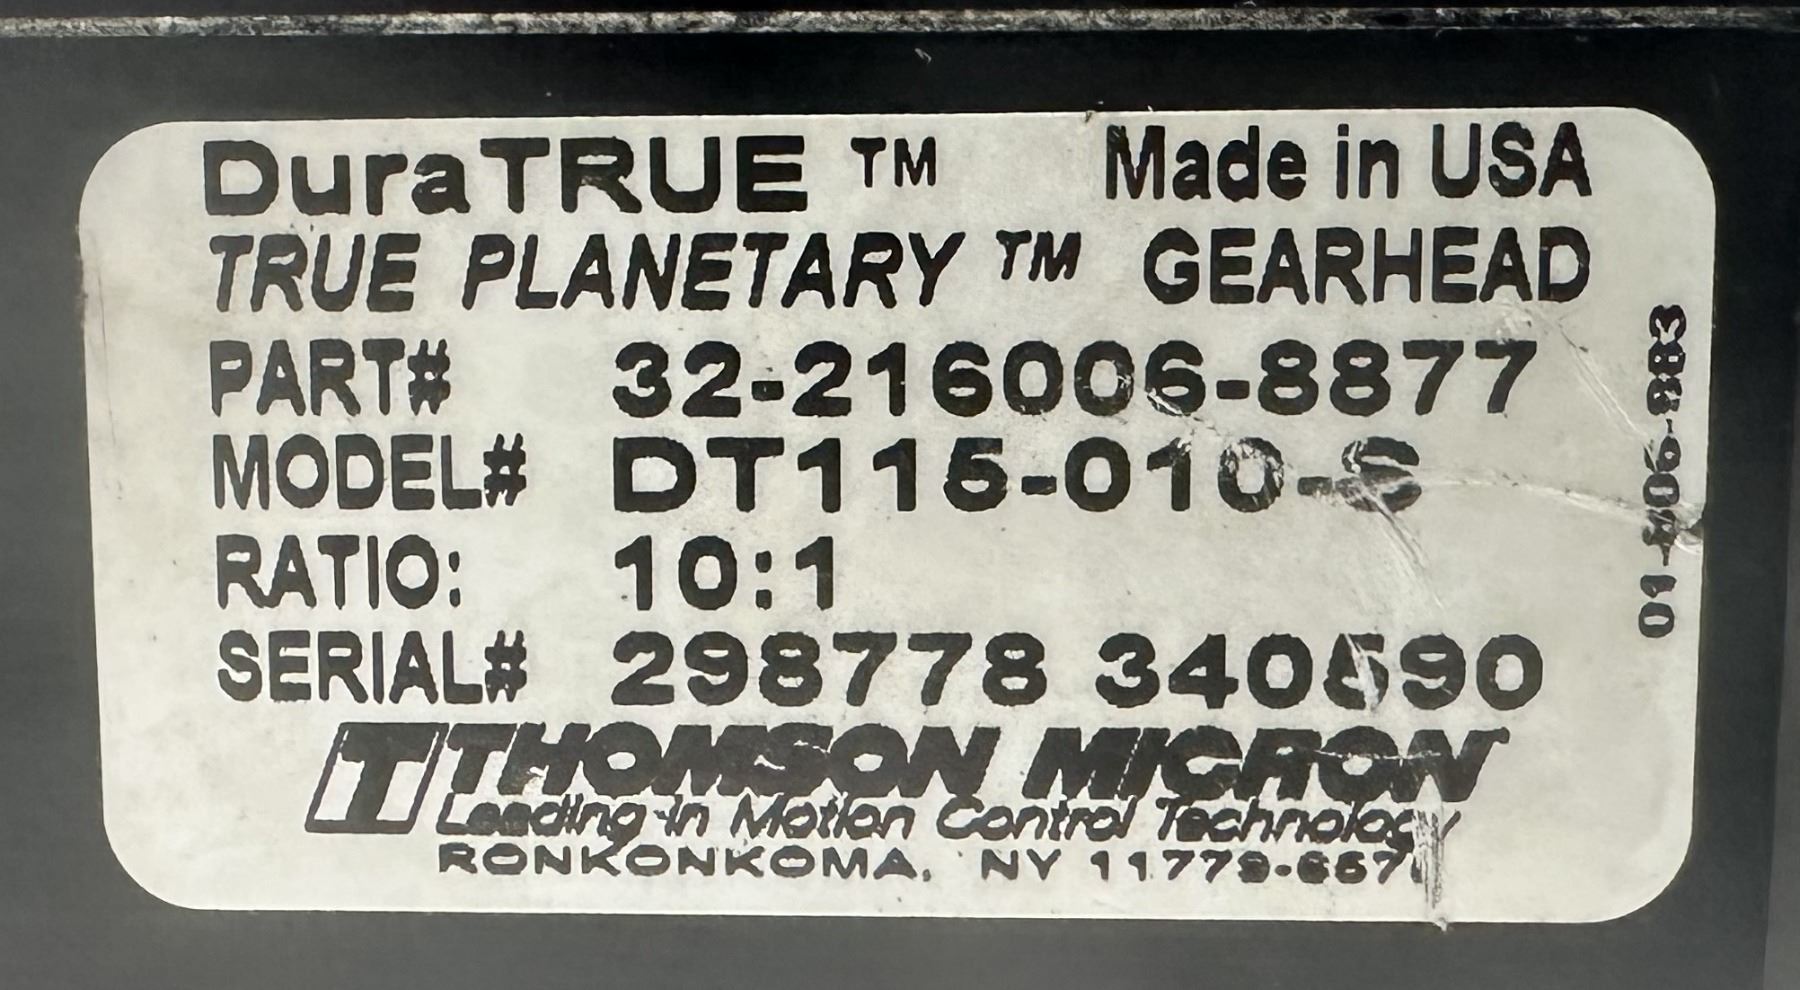 DuraTRUE ™ Made in USA
TRUE PLANETARY ™ GEARHEAD
PART# 32-216006-8877
MODEL# DT115-010-S
RATIO: 10:1
SERIAL# 298778 340590
T THOMSON MICRON
Leading in Motion Control Technology
RONKONKOMA, NY